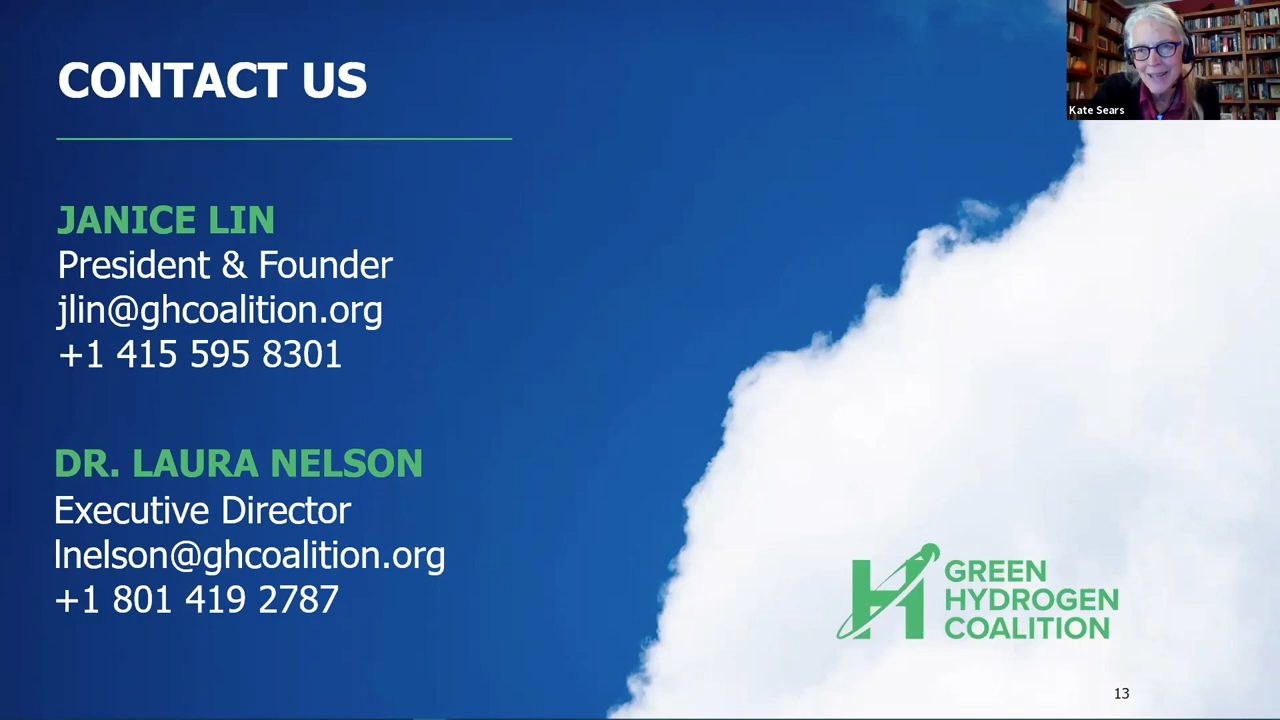 CONTACT US
Kate Sears
JANICE LIN
President & Founder
jlin@ghcoalition.org
+1 415 595 8301
DR. LAURA NELSON
Executive Director
lnelson@ghcoalition.org
+1 801 419 2787
GREEN
HYDROGEN
COALITION
13